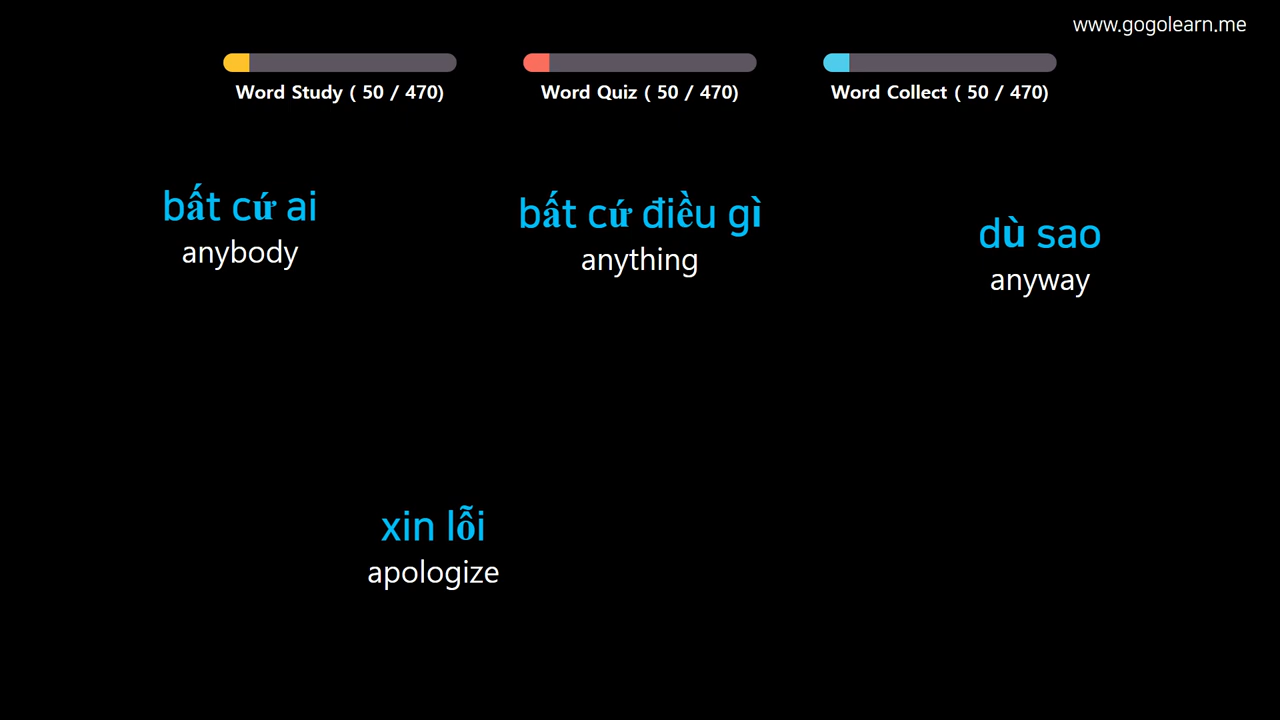 www.gogolearn.me
Word Study ( 50 / 470)
Word Quiz ( 50 / 470)
Word Collect ( 50 / 470)
bất cứ ai
anybody
bất cứ điều gì
anything
dù sao
anyway
xin lỗi
apologize